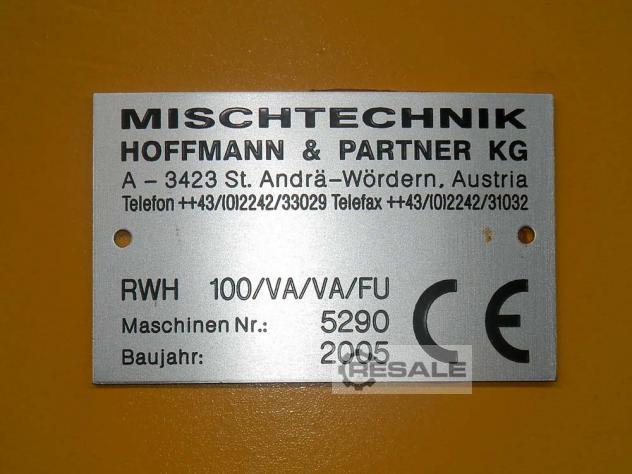 MISCHTECHNIK
HOFFMANN & PARTNER KG
A - 3423 St. Andrä-Wördern, Austria
Telefon ++43/(0)2242/33029 Telefax ++43/(0)2242/31032
RWH 100/VA/VA/FU
Maschinen Nr.: 5290
Baujahr: 2005
CE
RESALE